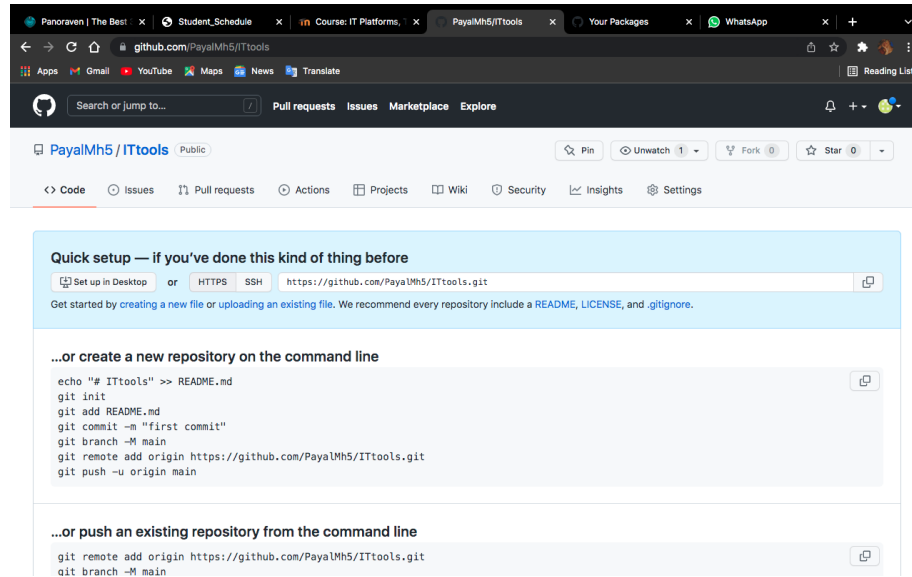 Panoraven | The Best
Student_Schedule
Course: IT Platforms,
PayalMh5/ITtools
Your Packages
WhatsApp
github.com/PayalMh5/ITtools
Apps Gmail YouTube Maps News Translate Reading List
Search or jump to... / Pull requests Issues Marketplace Explore
PayalMh5 / ITtools Public Pin Unwatch 1 Fork 0 Star 0
<> Code Issues Pull requests Actions Projects Wiki Security Insights Settings
Quick setup — if you've done this kind of thing before
Set up in Desktop or HTTPS SSH https://github.com/PayalMh5/ITtools.git
Get started by creating a new file or uploading an existing file. We recommend every repository include a README, LICENSE, and .gitignore.
...or create a new repository on the command line
echo "# ITtools" >> README.md
git init
git add README.md
git commit -m "first commit"
git branch -M main
git remote add origin https://github.com/PayalMh5/ITtools.git
git push -u origin main
...or push an existing repository from the command line
git remote add origin https://github.com/PayalMh5/ITtools.git
git branch -M main